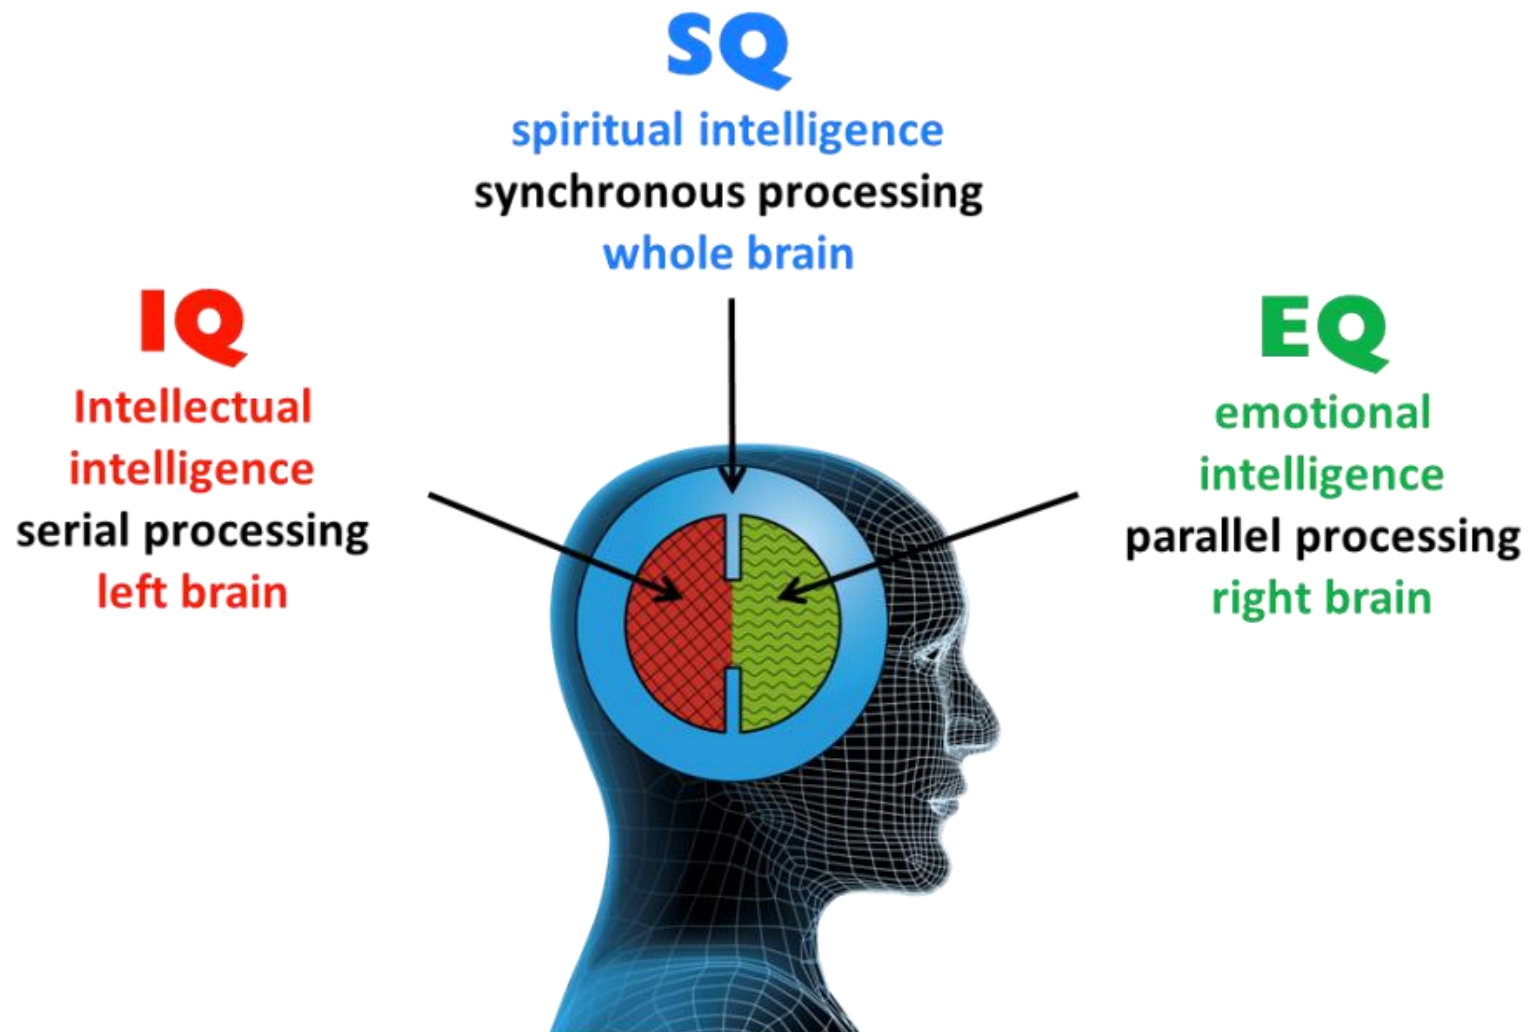 SQ
spiritual intelligence
synchronous processing
whole brain
IQ
Intellectual
intelligence
serial processing
left brain
EQ
emotional
intelligence
parallel processing
right brain